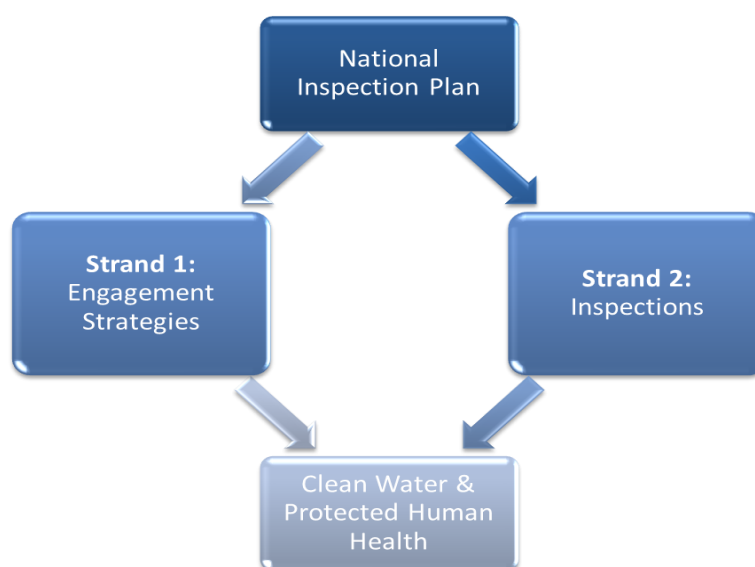 National
Inspection Plan
Strand 1:
Engagement
Strategies
Strand 2:
Inspections
Clean Water &
Protected Human
Health